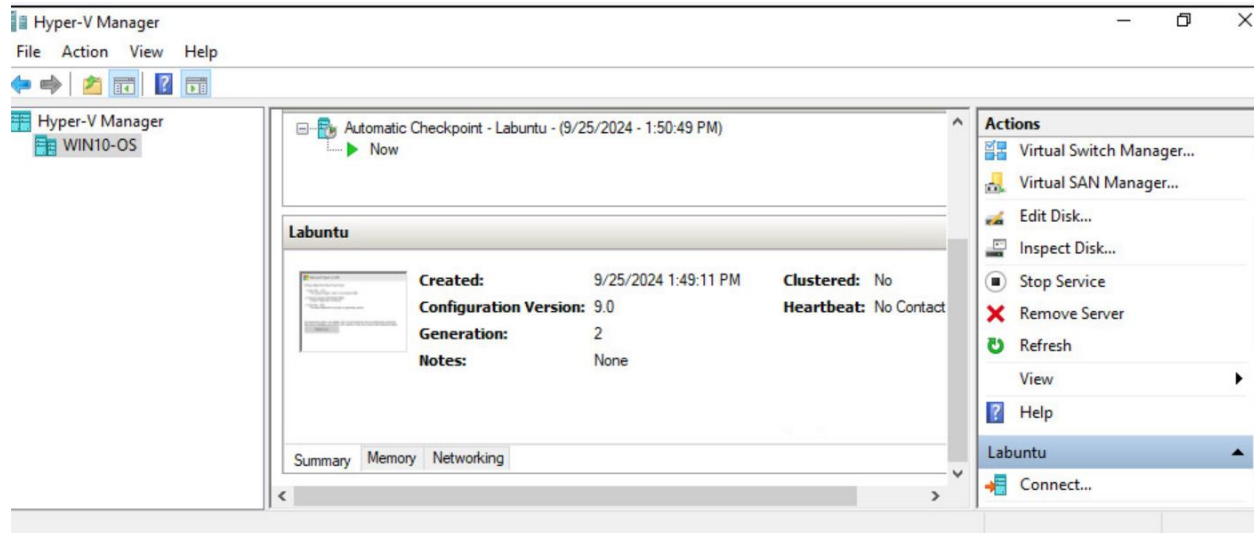 Hyper-V Manager
File Action View Help
Hyper-V Manager
WIN10-OS
Automatic Checkpoint - Labuntu - (9/25/2024 - 1:50:49 PM)
Now
Labuntu
Created: 9/25/2024 1:49:11 PM Clustered: No
Configuration Version: 9.0 Heartbeat: No Contact
Generation: 2
Notes: None
Summary Memory Networking
Actions
Virtual Switch Manager...
Virtual SAN Manager...
Edit Disk...
Inspect Disk...
Stop Service
Remove Server
Refresh
View
Help
Labuntu
Connect...